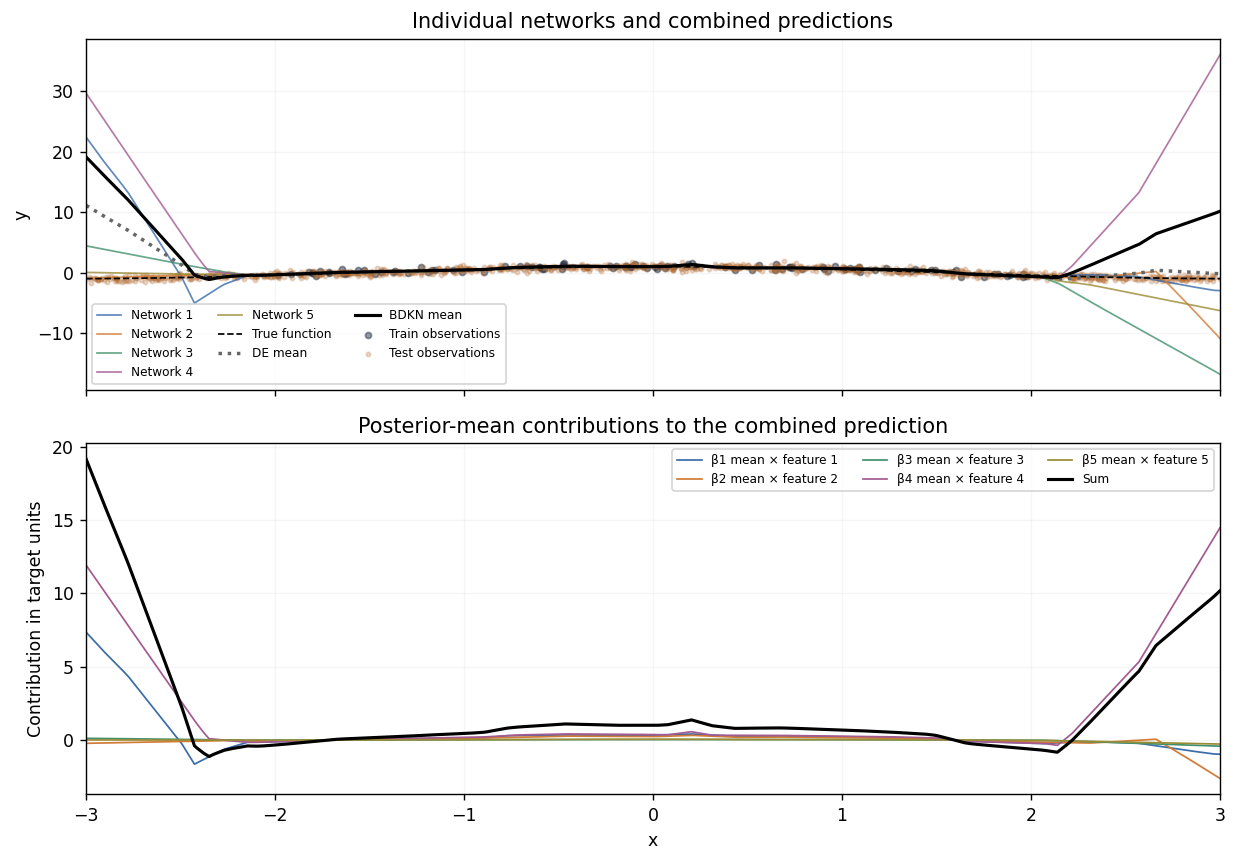 Individual networks and combined predictions
y
30
20
10
0
−10
Network 1
Network 2
Network 3
Network 4
Network 5
True function
DE mean
BDKN mean
Train observations
Test observations
Posterior-mean contributions to the combined prediction
Contribution in target units
20
15
10
5
0
β1 mean × feature 1
β2 mean × feature 2
β3 mean × feature 3
β4 mean × feature 4
β5 mean × feature 5
Sum
−3 −2 −1 0 1 2 3
x